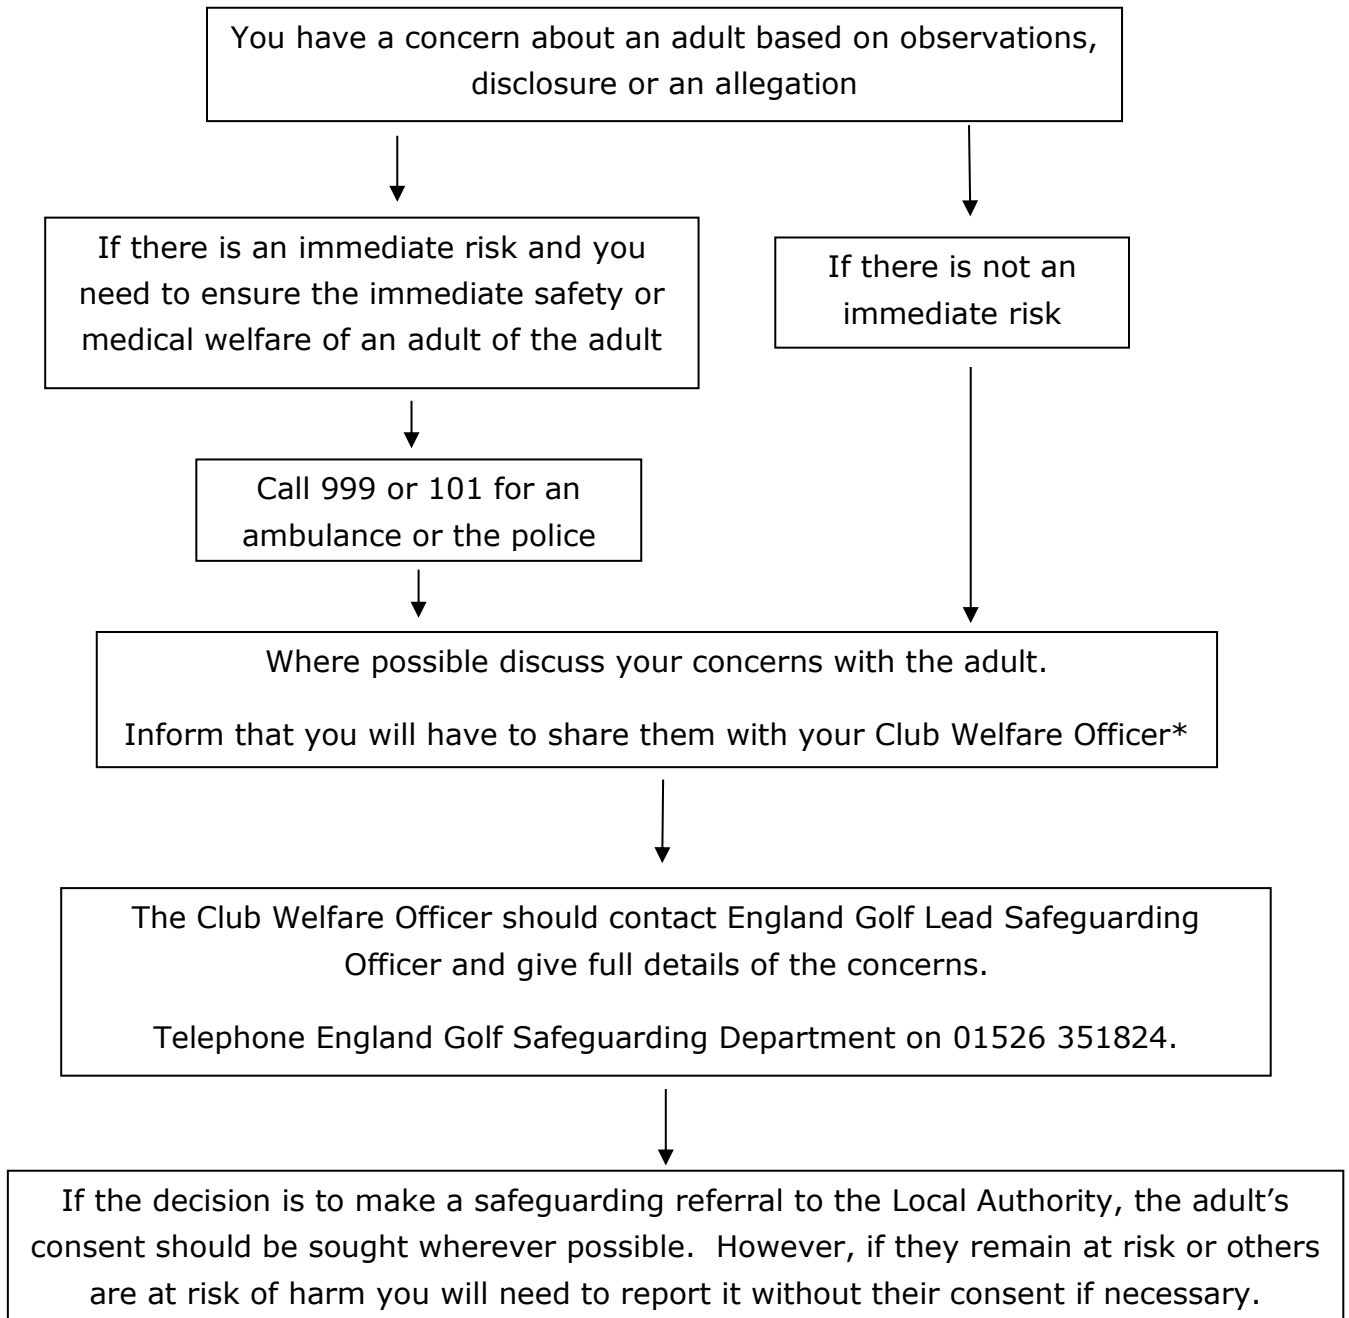 You have a concern about an adult based on observations,
disclosure or an allegation
If there is an immediate risk and you
need to ensure the immediate safety or
medical welfare of an adult of the adult
If there is not an
immediate risk
Call 999 or 101 for an
ambulance or the police
Where possible discuss your concerns with the adult.
Inform that you will have to share them with your Club Welfare Officer*
The Club Welfare Officer should contact England Golf Lead Safeguarding
Officer and give full details of the concerns.
Telephone England Golf Safeguarding Department on 01526 351824.
If the decision is to make a safeguarding referral to the Local Authority, the adult’s
consent should be sought wherever possible.  However, if they remain at risk or others
are at risk of harm you will need to report it without their consent if necessary.